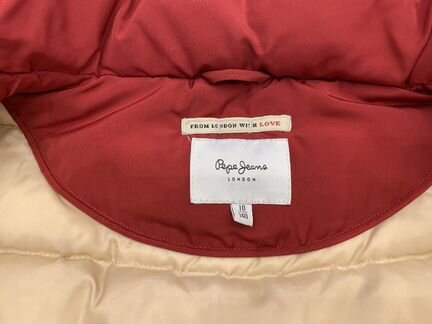 FROM LONDON WITH LOVE
Pepe Jeans
LONDON
10
140